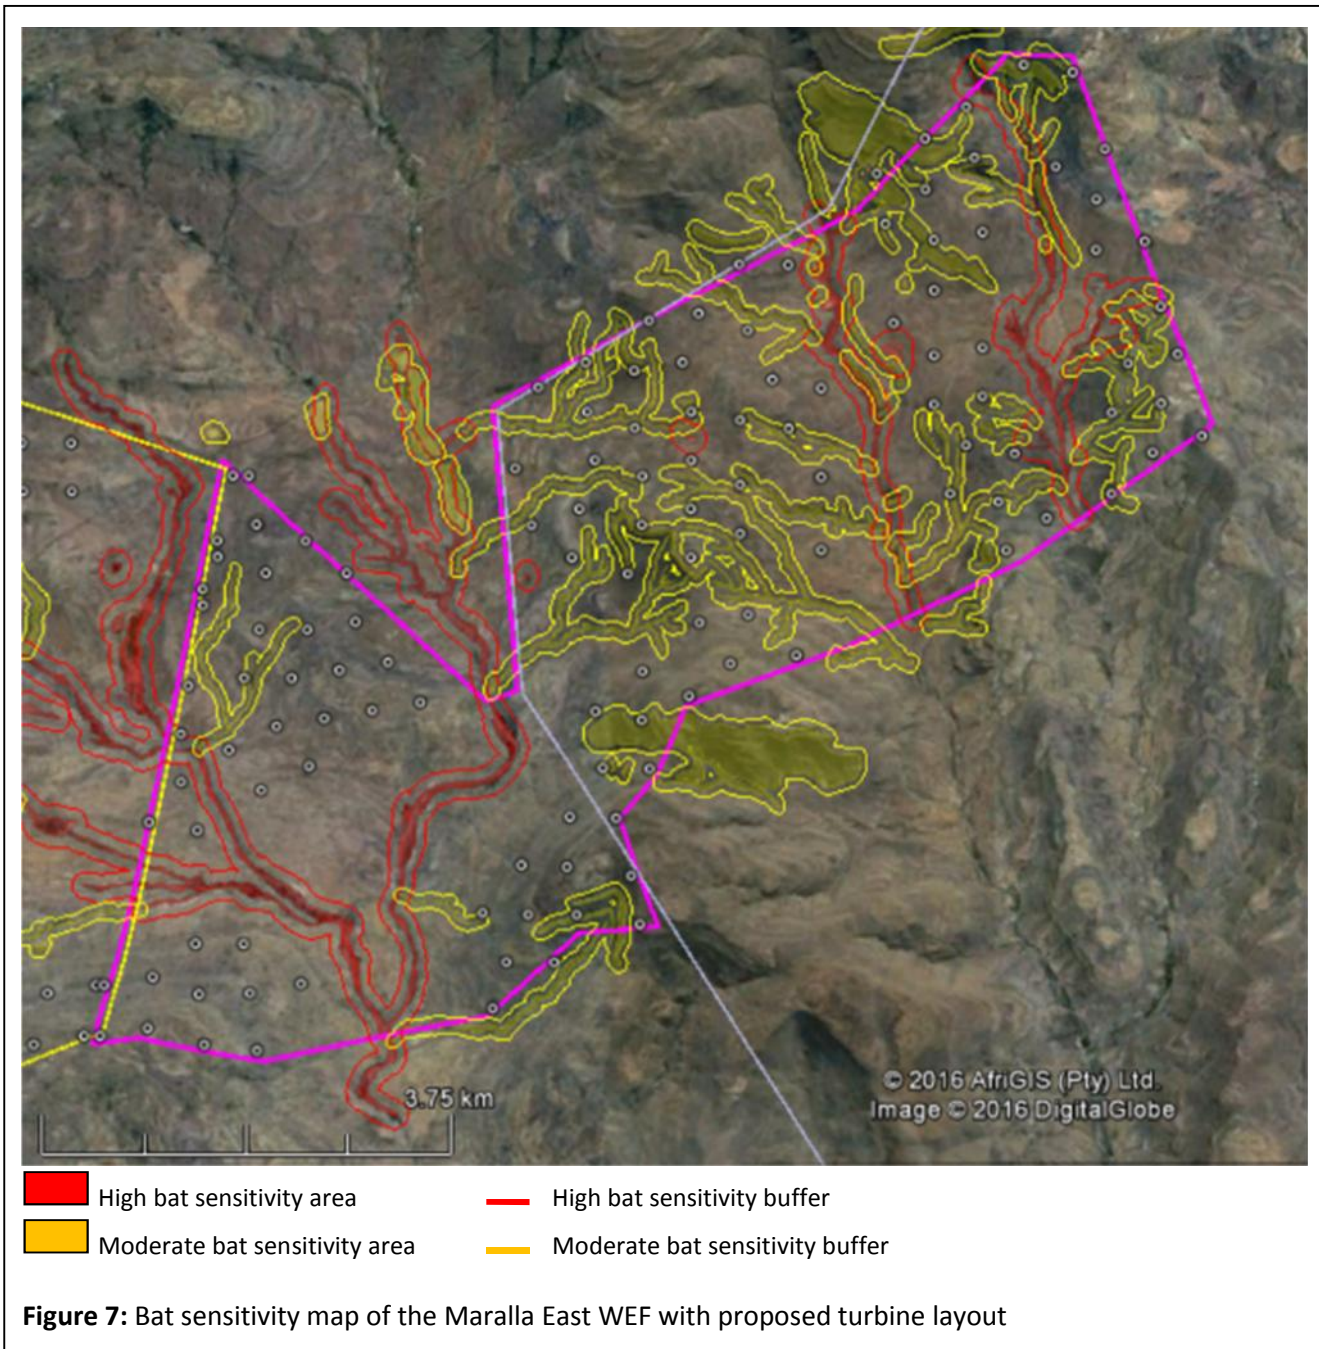 3.75 km
© 2016 AfriGIS (Pty) Ltd.
Image © 2016 DigitalGlobe
High bat sensitivity area
High bat sensitivity buffer
Moderate bat sensitivity area
Moderate bat sensitivity buffer
Figure 7: Bat sensitivity map of the Maralla East WEF with proposed turbine layout